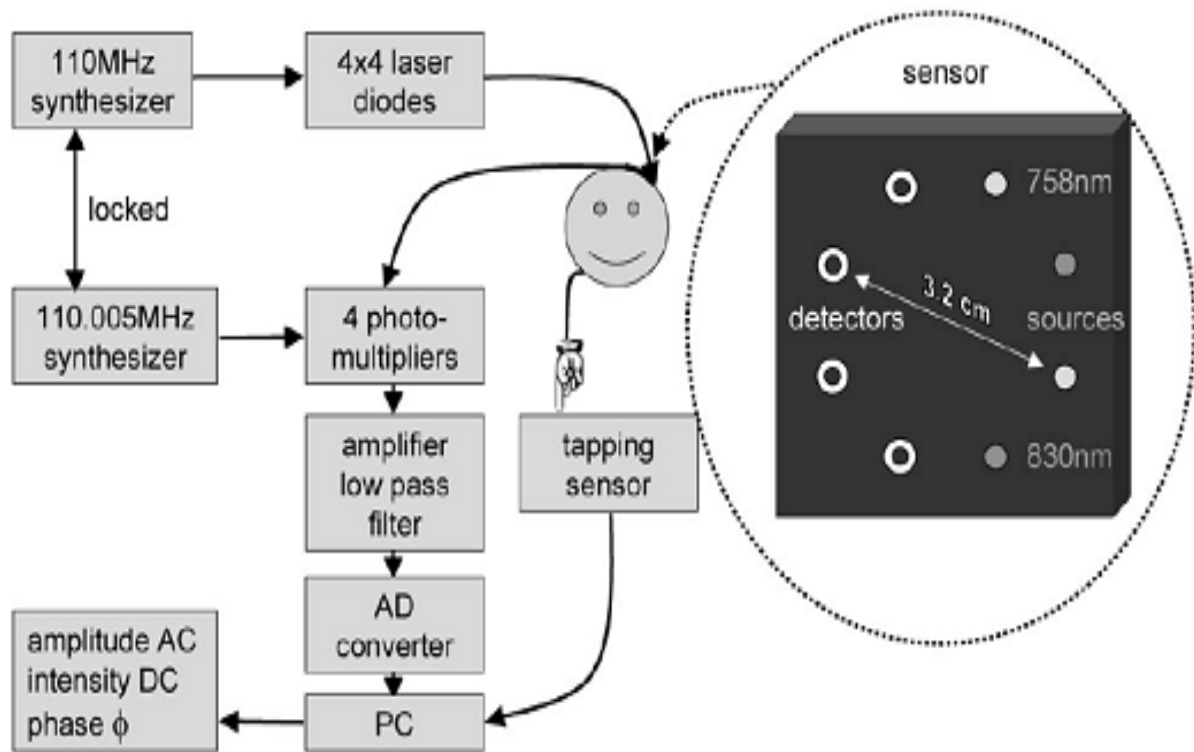 110MHz
synthesizer
4x4 laser
diodes
locked
110.005MHz
synthesizer
4 photo-
multipliers
amplifier
low pass
filter
tapping
sensor
AD
converter
amplitude AC
intensity DC
phase ϕ
PC
sensor
758nm
3.2 cm
detectors
sources
830nm